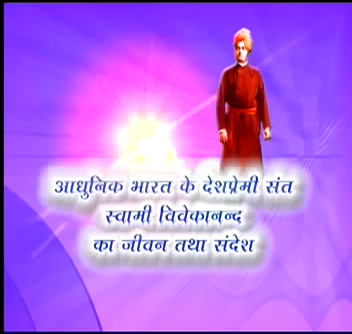 आधुनिक भारत के देशप्रेमी संत
स्वामी विवेकानन्द
का जीवन तथा संदेश